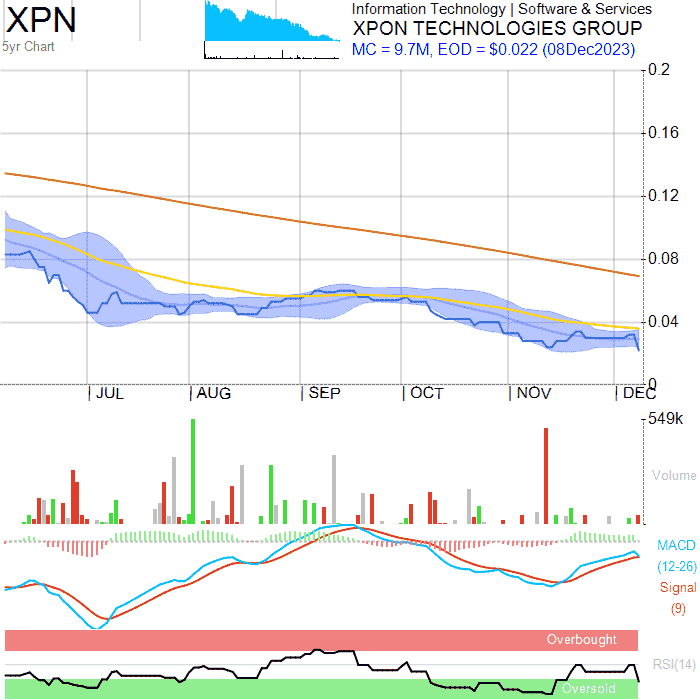 XPN
5yr Chart
Information Technology | Software & Services
XPON TECHNOLOGIES GROUP
MC = 9.7M, EOD = $0.022 (08Dec2023)
0.2
0.16
0.12
0.08
0.04
0
JUL
AUG
SEP
OCT
NOV
DEC
549k
Volume
MACD
(12-26)
Signal
(9)
Overbought
RSI(14)
Oversold